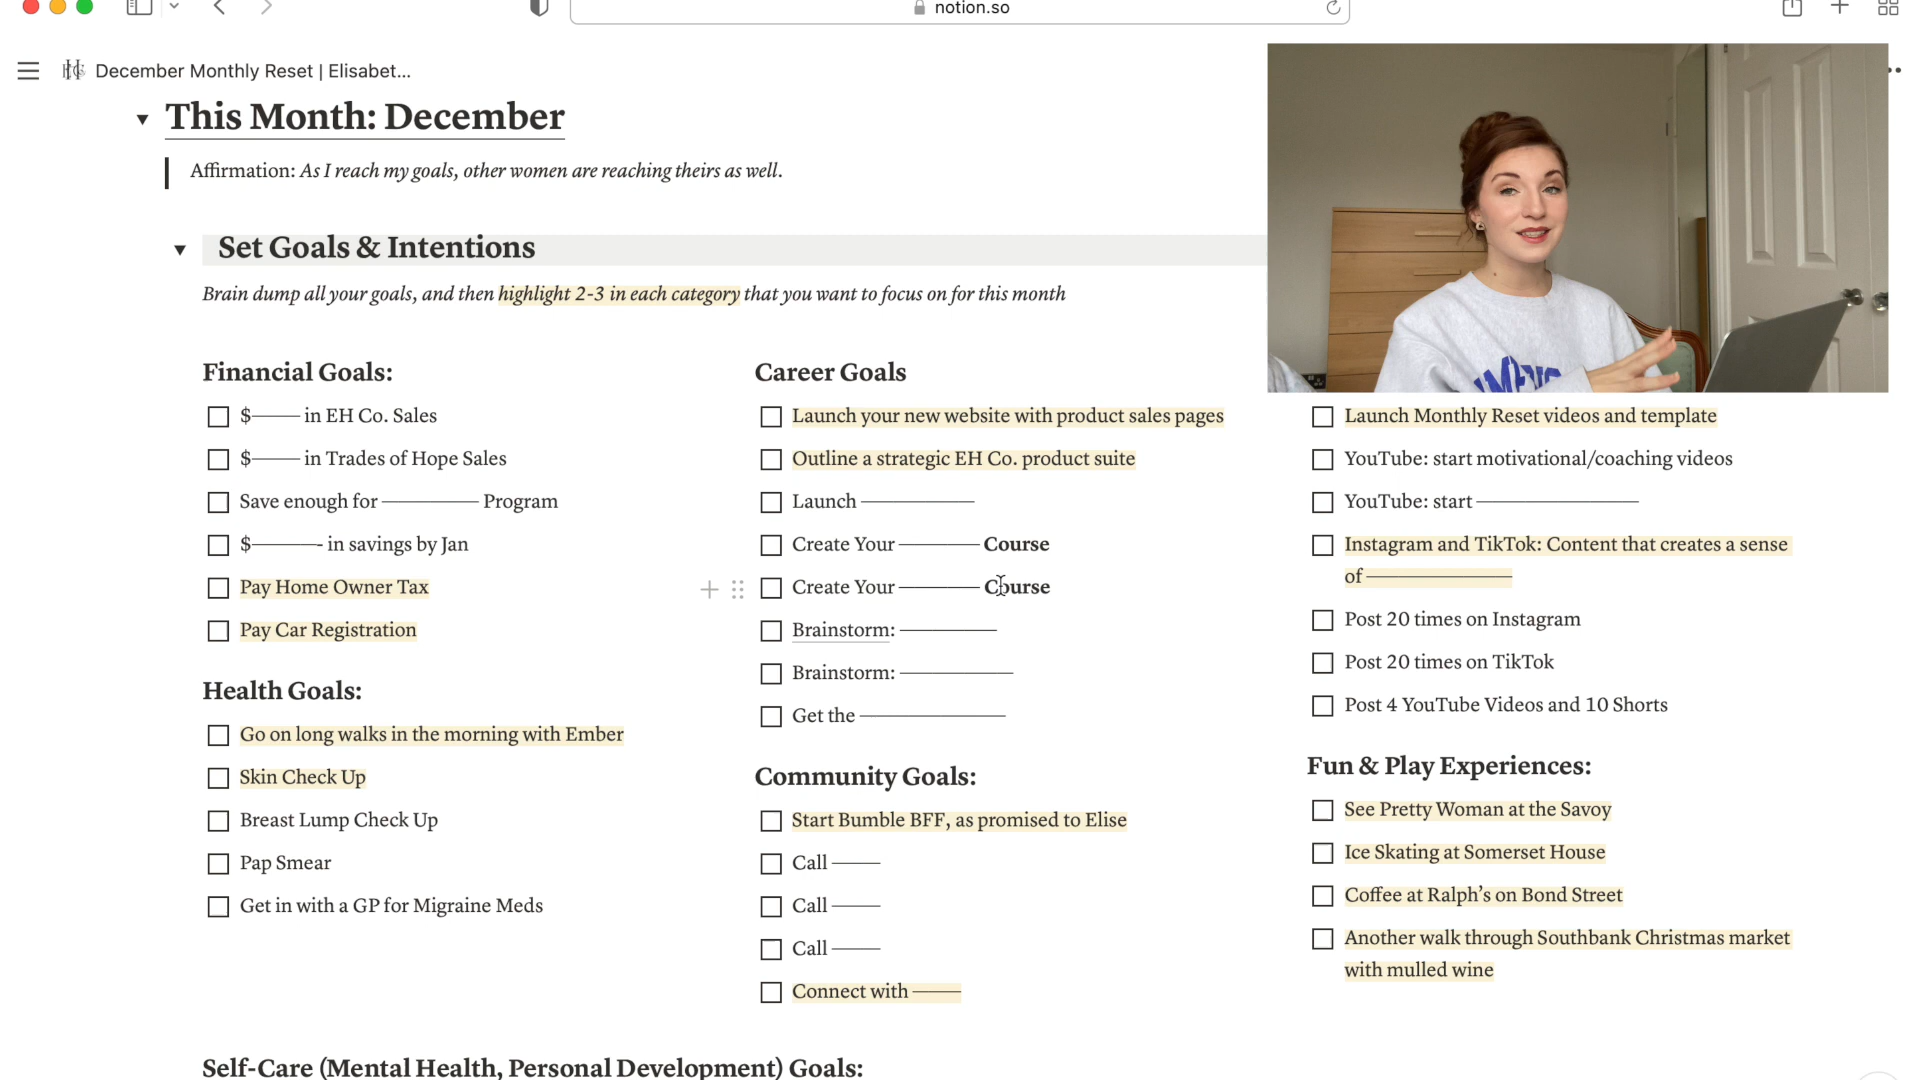 notion.so
December Monthly Reset | Elisabet...
This Month: December
Affirmation: As I reach my goals, other women are reaching theirs as well.
Set Goals & Intentions
Brain dump all your goals, and then highlight 2-3 in each category that you want to focus on for this month
Financial Goals:
$——— in EH Co. Sales
$——— in Trades of Hope Sales
Save enough for —————— Program
$————- in savings by Jan
Pay Home Owner Tax
Pay Car Registration
Health Goals:
Go on long walks in the morning with Ember
Skin Check Up
Breast Lump Check Up
Pap Smear
Get in with a GP for Migraine Meds
Career Goals
Launch your new website with product sales pages
Outline a strategic EH Co. product suite
Launch ———————
Create Your ————— Course
Create Your ————— Course
Brainstorm: ——————
Brainstorm: ———————
Get the —————————
Community Goals:
Start Bumble BFF, as promised to Elise
Call ———
Call ———
Call ———
Connect with ———
Launch Monthly Reset videos and template
YouTube: start motivational/coaching videos
YouTube: start ——————————
Instagram and TikTok: Content that creates a sense
of —————————
Post 20 times on Instagram
Post 20 times on TikTok
Post 4 YouTube Videos and 10 Shorts
Fun & Play Experiences:
See Pretty Woman at the Savoy
Ice Skating at Somerset House
Coffee at Ralph’s on Bond Street
Another walk through Southbank Christmas market
with mulled wine
Self-Care (Mental Health, Personal Development) Goals: